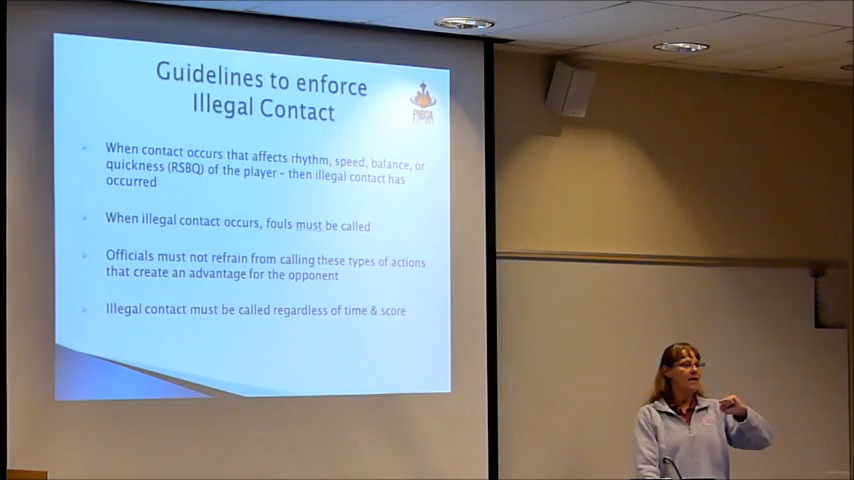 Guidelines to enforce
Illegal Contact
PNBOA
When contact occurs that affects rhythm, speed, balance, or
quickness (RSBQ) of the player – then illegal contact has
occurred
When illegal contact occurs, fouls must be called
Officials must not refrain from calling these types of actions
that create an advantage for the opponent
Illegal contact must be called regardless of time & score